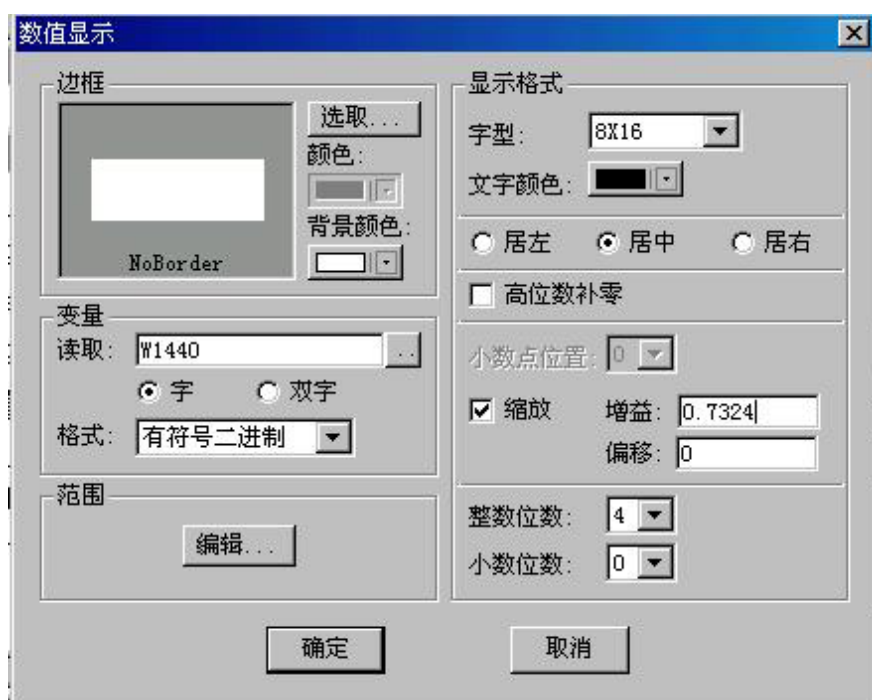 数值显示
边框
选取...
颜色:
背景颜色:
NoBorder
变量
读取: W1440 ..
字 双字
格式: 有符号二进制
范围
编辑...
显示格式
字型: 8X16
文字颜色:
居左 居中 居右
高位数补零
小数点位置: 0
缩放 增益: 0.7324
偏移: 0
整数位数: 4
小数位数: 0
确定 取消